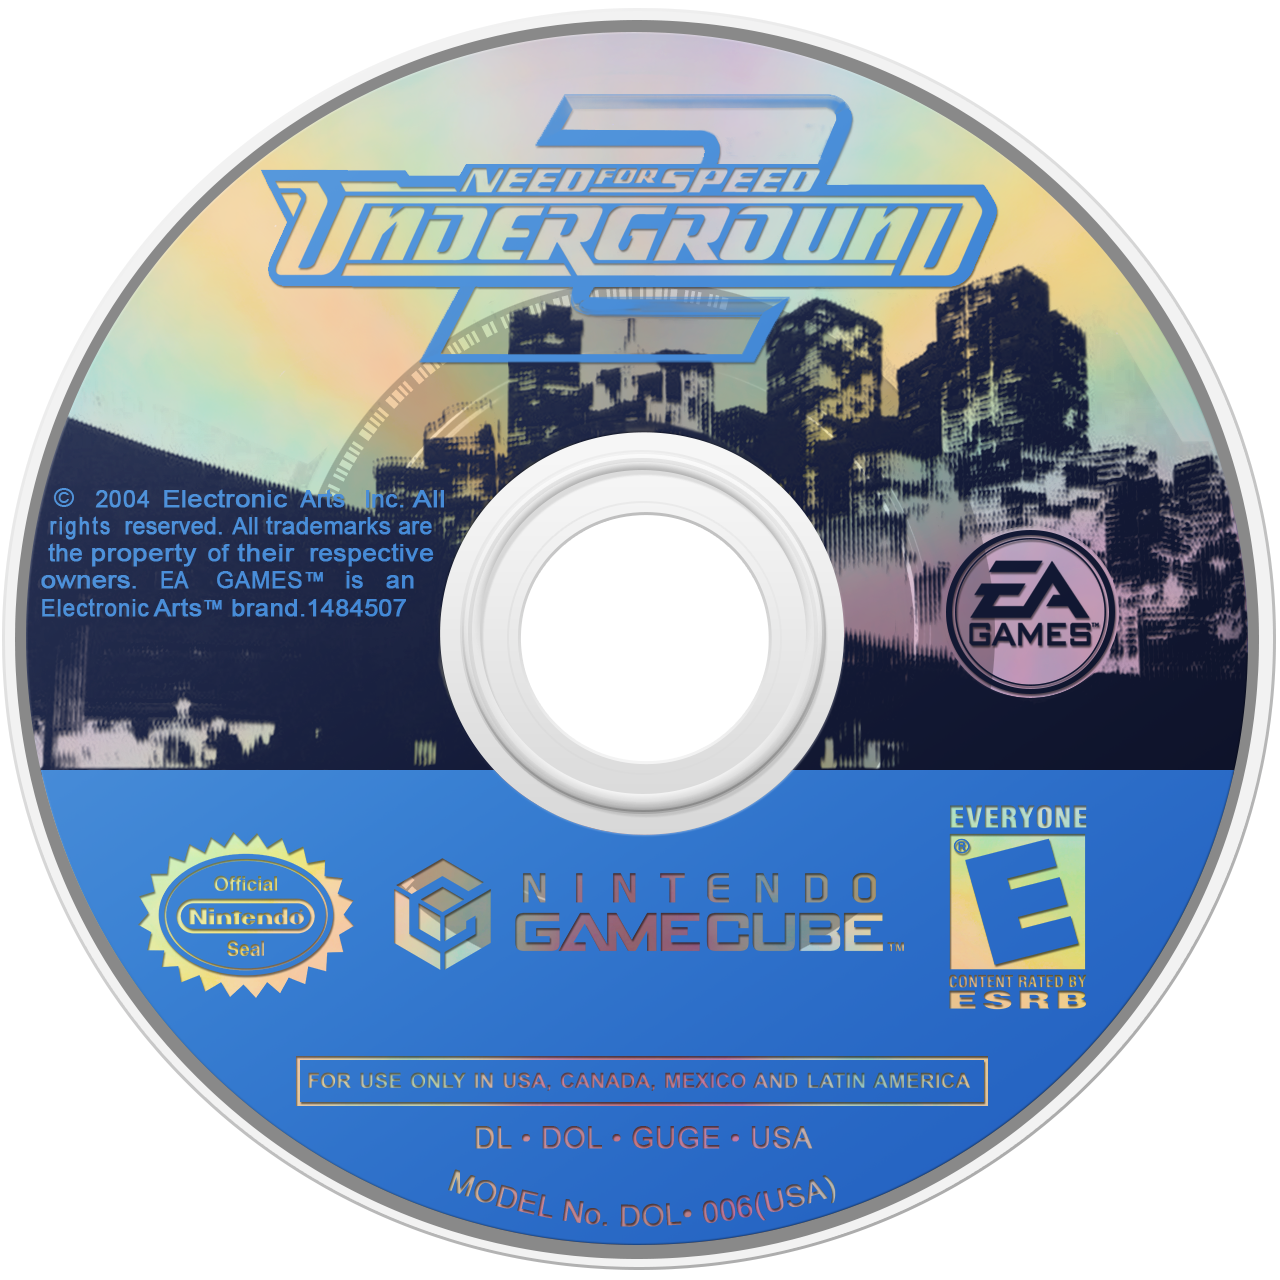 2
NEED FOR SPEED
UNDERGROUND
© 2004 Electronic Arts Inc. All
rights reserved. All trademarks are
the property of their respective
owners. EA GAMES™ is an
Electronic Arts™ brand.1484507
EA
GAMES™
Official
Nintendo
Seal
NINTENDO
GAMECUBE™
EVERYONE
E®
CONTENT RATED BY
ESRB
FOR USE ONLY IN USA, CANADA, MEXICO AND LATIN AMERICA
DL • DOL • GUGE • USA
MODEL No. DOL• 006(USA)